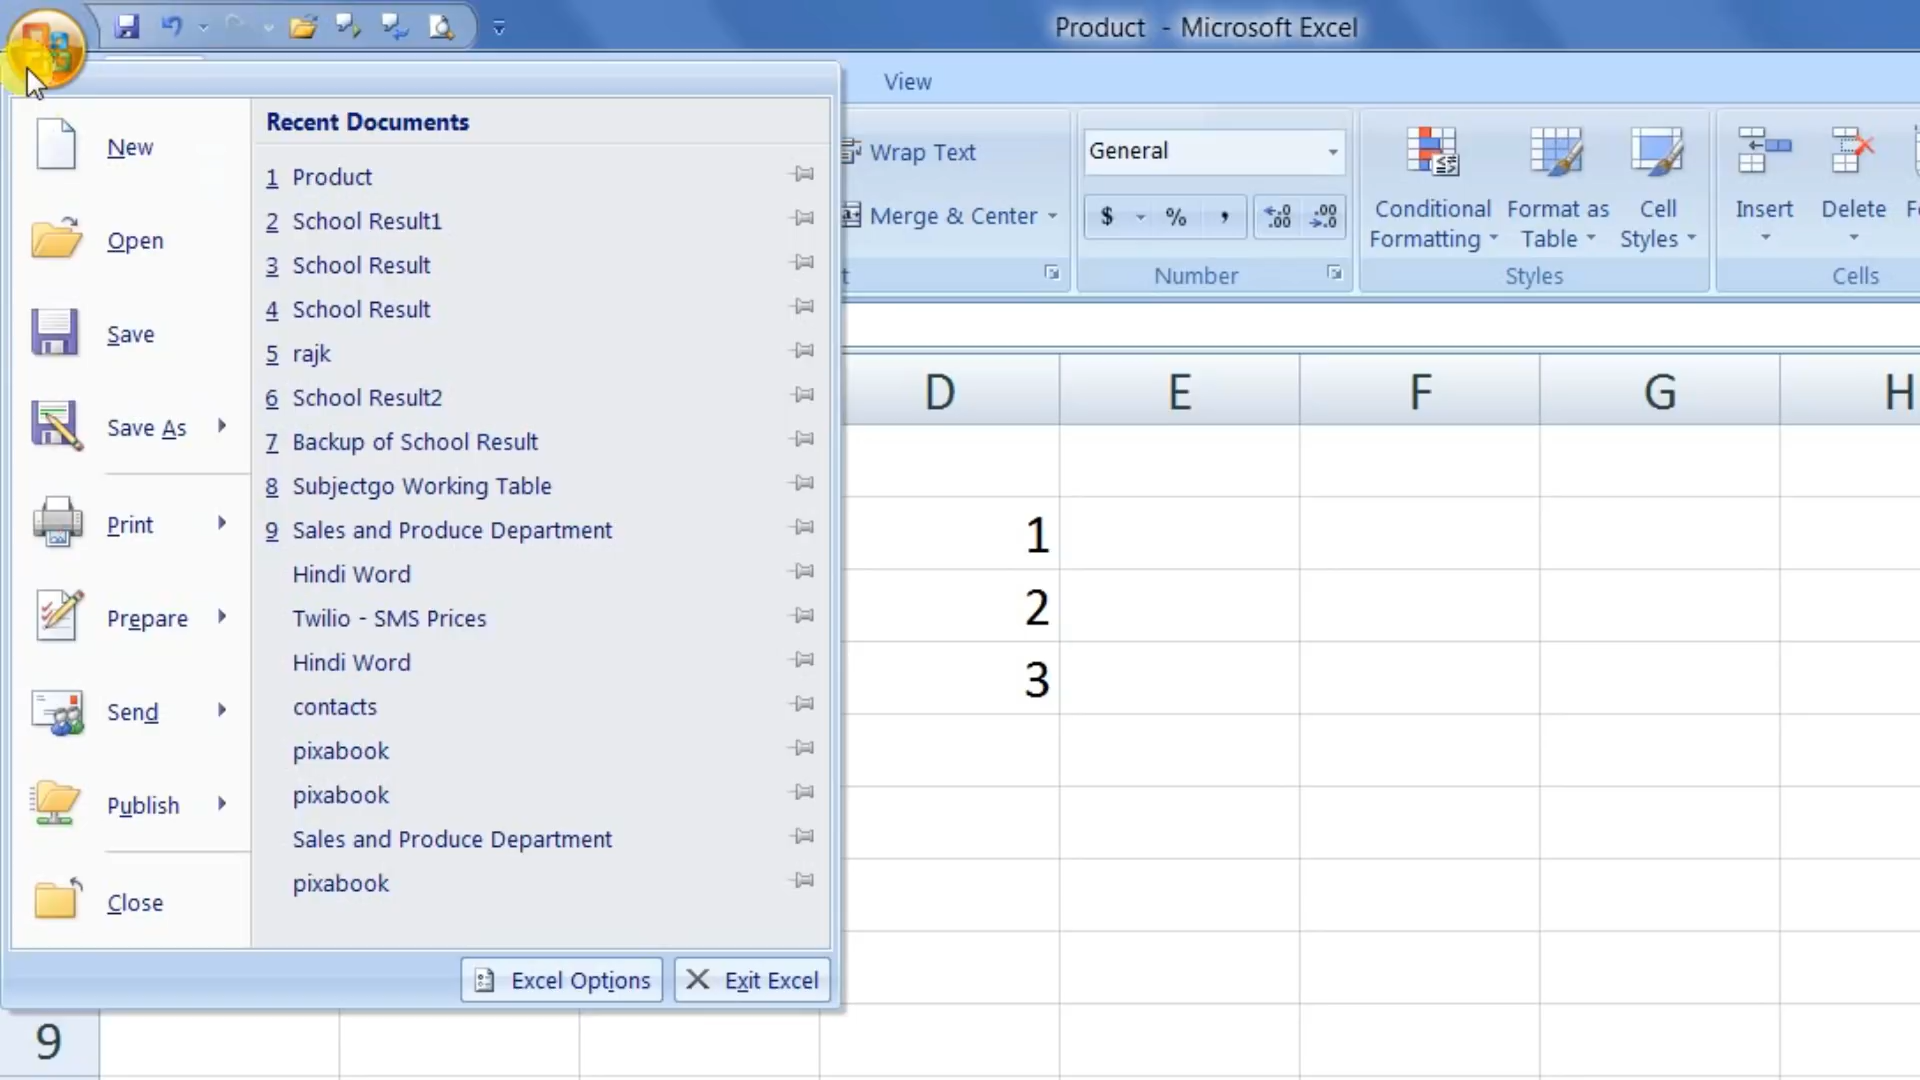 Product - Microsoft Excel
View
New
Open
Save
Save As
Print
Prepare
Send
Publish
Close
Recent Documents
1 Product
2 School Result1
3 School Result
4 School Result
5 rajk
6 School Result2
7 Backup of School Result
8 Subjectgo Working Table
9 Sales and Produce Department
Hindi Word
Twilio - SMS Prices
Hindi Word
contacts
pixabook
pixabook
Sales and Produce Department
pixabook
Excel Options
Exit Excel
Wrap Text
Merge & Center
General
$ % ,
.0 .00
.00 .0
Number
Conditional Formatting
Format as Table
Cell Styles
Styles
Insert
Delete
Cells
D E F G H
1
2
3
9